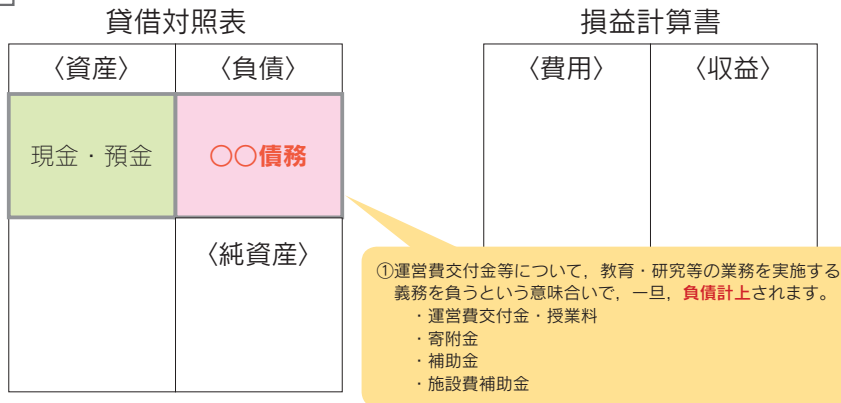 貸借対照表
損益計算書
〈資産〉
〈負債〉
〈費用〉
〈収益〉
現金・預金
〇〇債務
〈純資産〉
①運営費交付金等について，教育・研究等の業務を実施する
義務を負うという意味合いで，一旦，負債計上されます。
・運営費交付金・授業料
・寄附金
・補助金
・施設費補助金